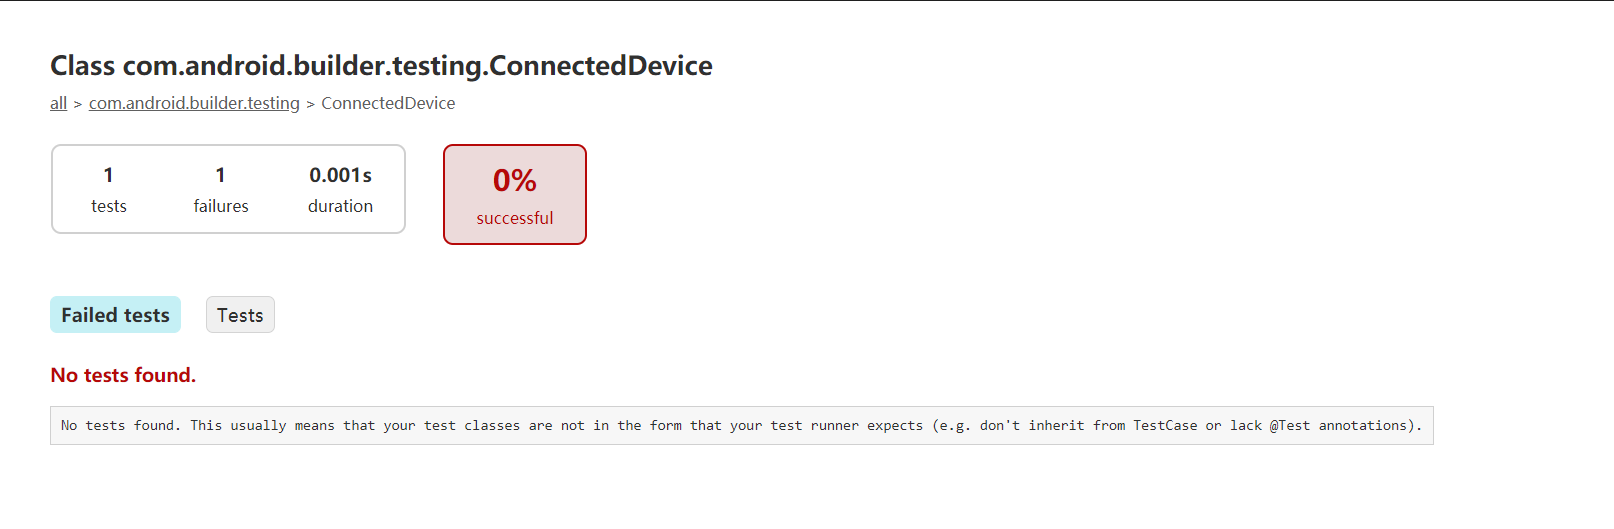 Class com.android.builder.testing.ConnectedDevice
all > com.android.builder.testing > ConnectedDevice
1 1 0.001s
tests failures duration
0%
successful
Failed tests Tests
No tests found.
No tests found. This usually means that your test classes are not in the form that your test runner expects (e.g. don't inherit from TestCase or lack @Test annotations).